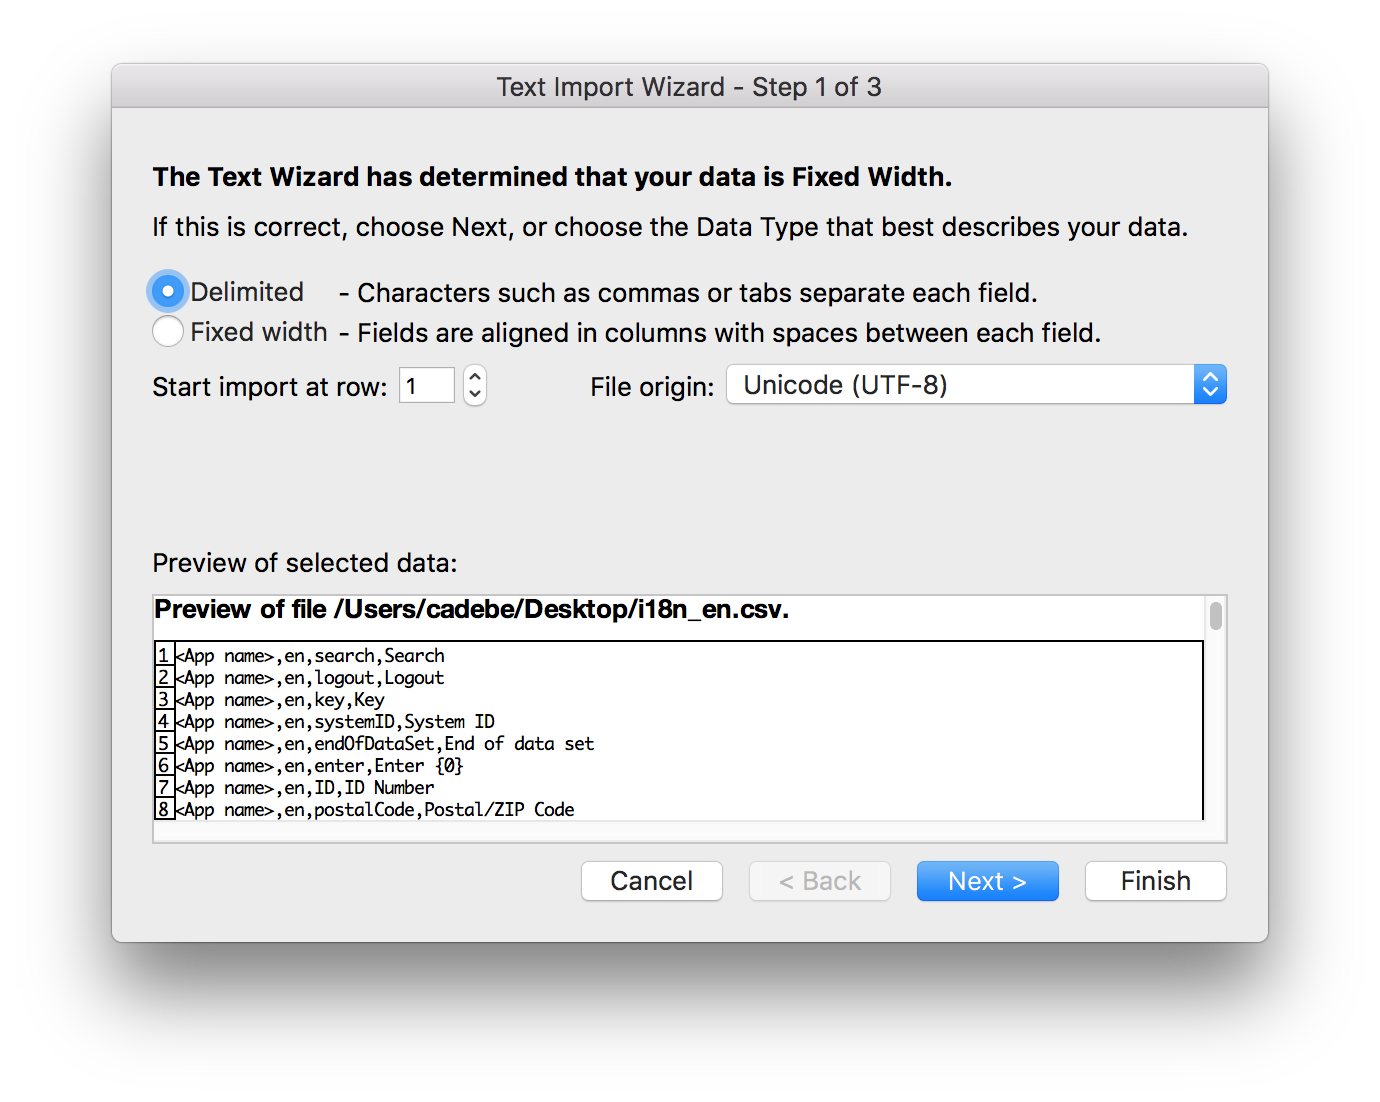 Text Import Wizard - Step 1 of 3
The Text Wizard has determined that your data is Fixed Width.
If this is correct, choose Next, or choose the Data Type that best describes your data.
Delimited - Characters such as commas or tabs separate each field.
Fixed width - Fields are aligned in columns with spaces between each field.
Start import at row: 1 File origin: Unicode (UTF-8)
Preview of selected data:
Preview of file /Users/cadebe/Desktop/i18n_en.csv.
1 <App name>,en,search,Search
2 <App name>,en,logout,Logout
3 <App name>,en,key,Key
4 <App name>,en,systemID,System ID
5 <App name>,en,endOfDataSet,End of data set
6 <App name>,en,enter,Enter {0}
7 <App name>,en,ID,ID Number
8 <App name>,en,postalCode,Postal/ZIP Code
Cancel < Back Next > Finish